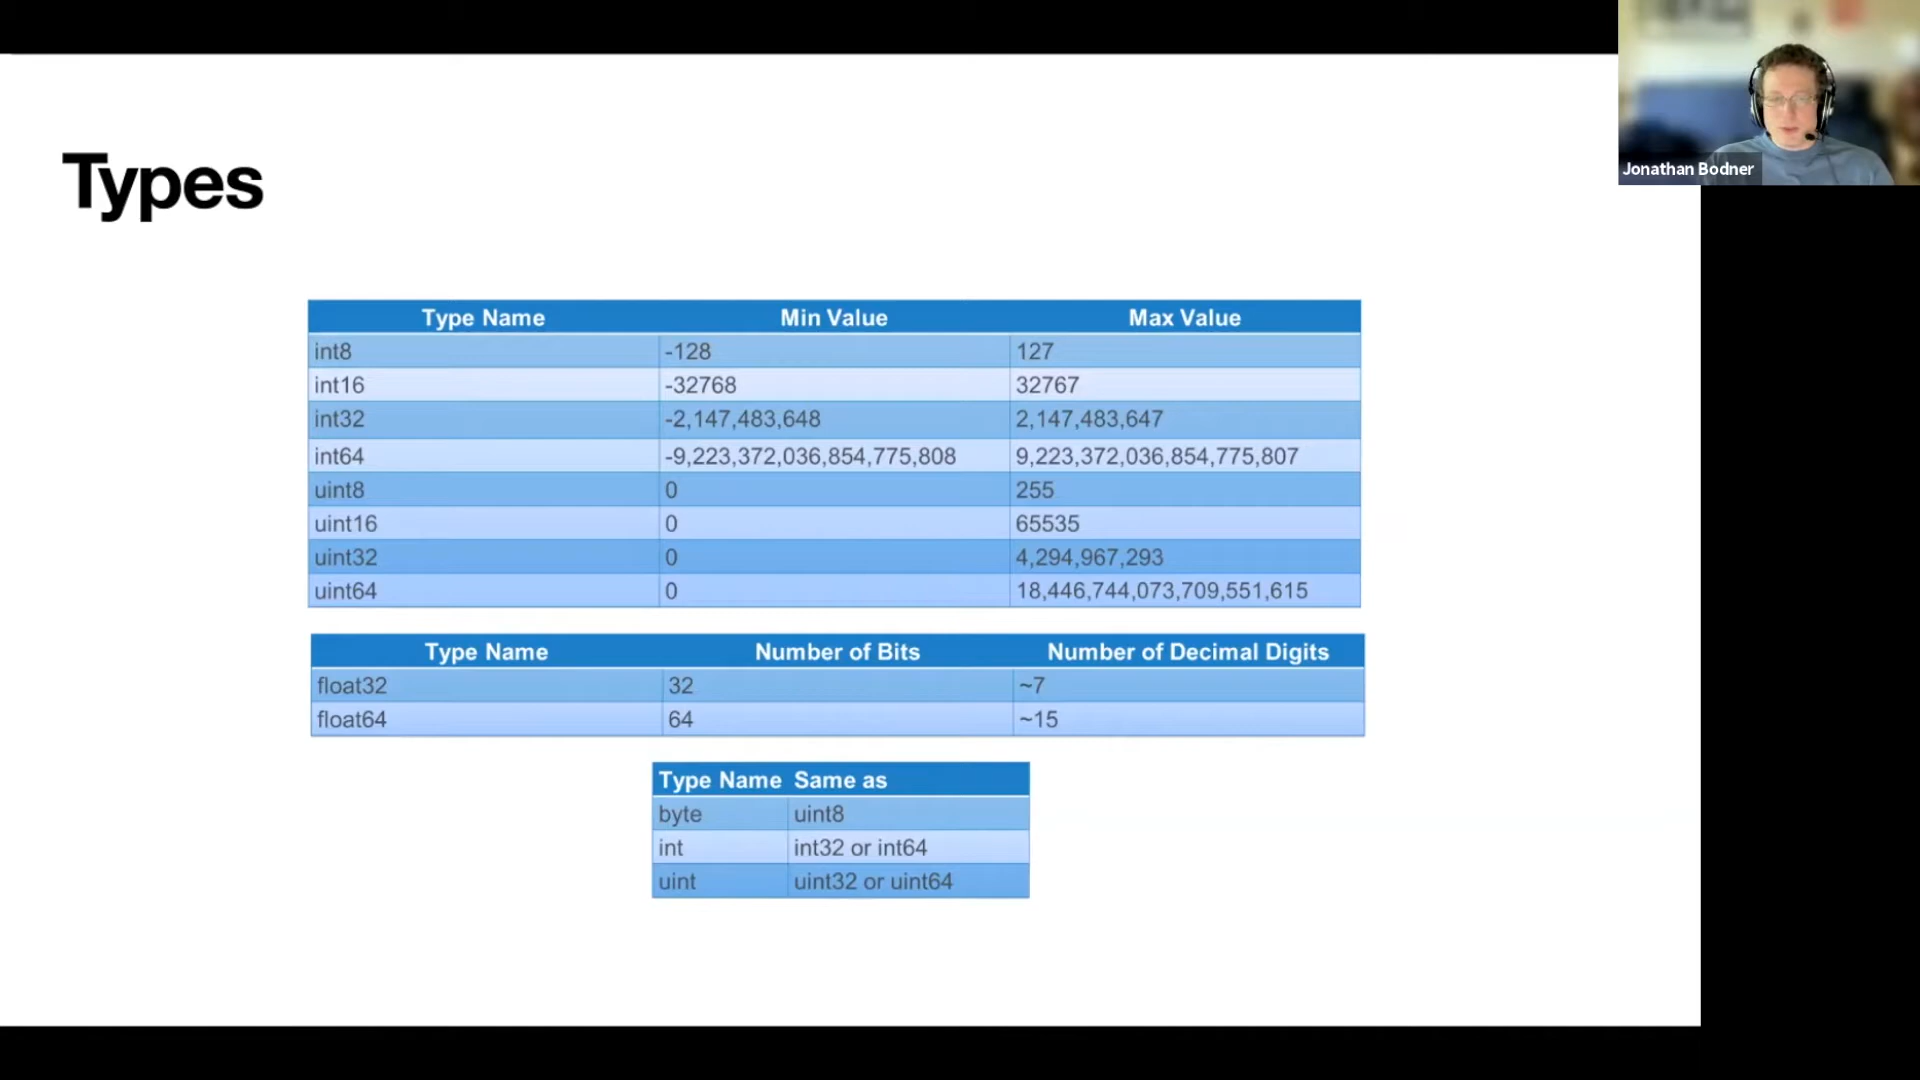 Jonathan Bodner
Types
Type Name Min Value Max Value
int8 -128 127
int16 -32768 32767
int32 -2,147,483,648 2,147,483,647
int64 -9,223,372,036,854,775,808 9,223,372,036,854,775,807
uint8 0 255
uint16 0 65535
uint32 0 4,294,967,293
uint64 0 18,446,744,073,709,551,615
Type Name Number of Bits Number of Decimal Digits
float32 32 ~7
float64 64 ~15
Type Name Same as
byte uint8
int int32 or int64
uint uint32 or uint64